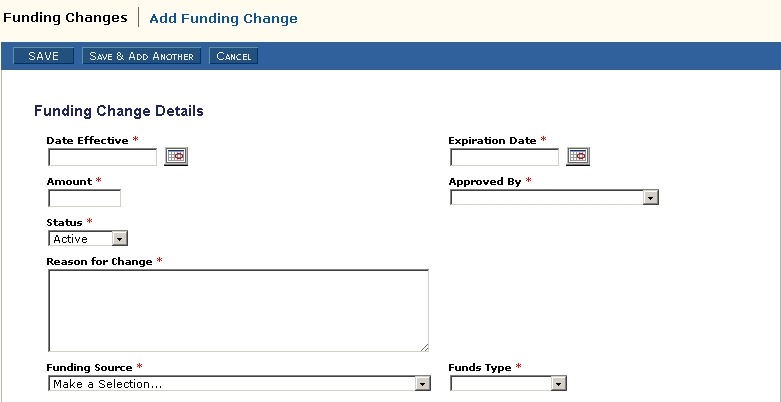 Funding Changes Add Funding Change
SAVE SAVE & ADD ANOTHER CANCEL
Funding Change Details
Date Effective * Expiration Date *
Amount * Approved By *
Status *
Active
Reason for Change *
Funding Source * Funds Type *
Make a Selection...